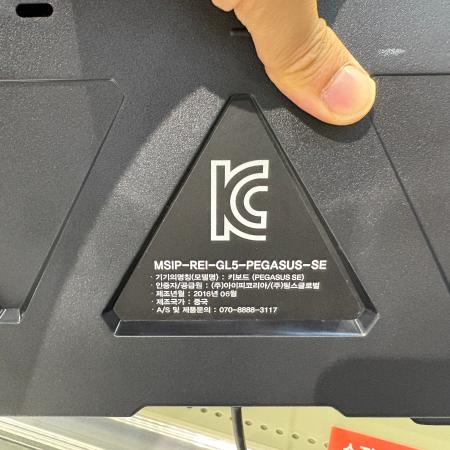 KC
MSIP-REI-GL5-PEGASUS-SE
· 기기의명칭(모델명) : 키보드 (PEGASUS SE)
· 인증자/공급원 : (주)아이피코리아/(주)팀스글로벌
· 제조년월 : 2016년 06월
· 제조국가 : 중국
· A/S 및 제품문의 : 070-8888-3117